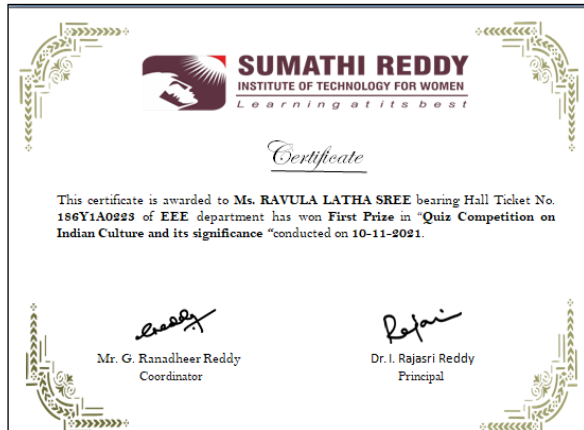 SUMATHI REDDY
INSTITUTE OF TECHNOLOGY FOR WOMEN
Learning at its best
Certificate
This certificate is awarded to Ms. RAVULA LATHA SREE bearing Hall Ticket No.
186Y1A0223 of EEE department has won First Prize in "Quiz Competition on
Indian Culture and its significance "conducted on 10-11-2021.
Mr. G. Ranadheer Reddy
Coordinator
Dr. I. Rajasri Reddy
Principal